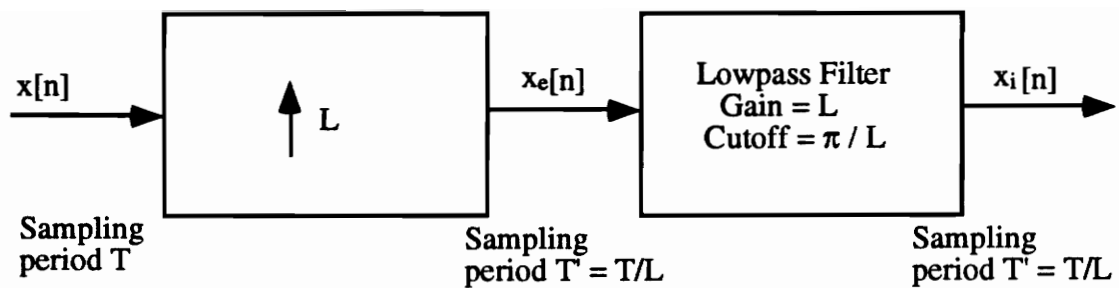 x[n]
L
xe[n]
Lowpass Filter
Gain = L
Cutoff = π / L
xi[n]
Sampling
period T
Sampling
period T' = T/L
Sampling
period T' = T/L